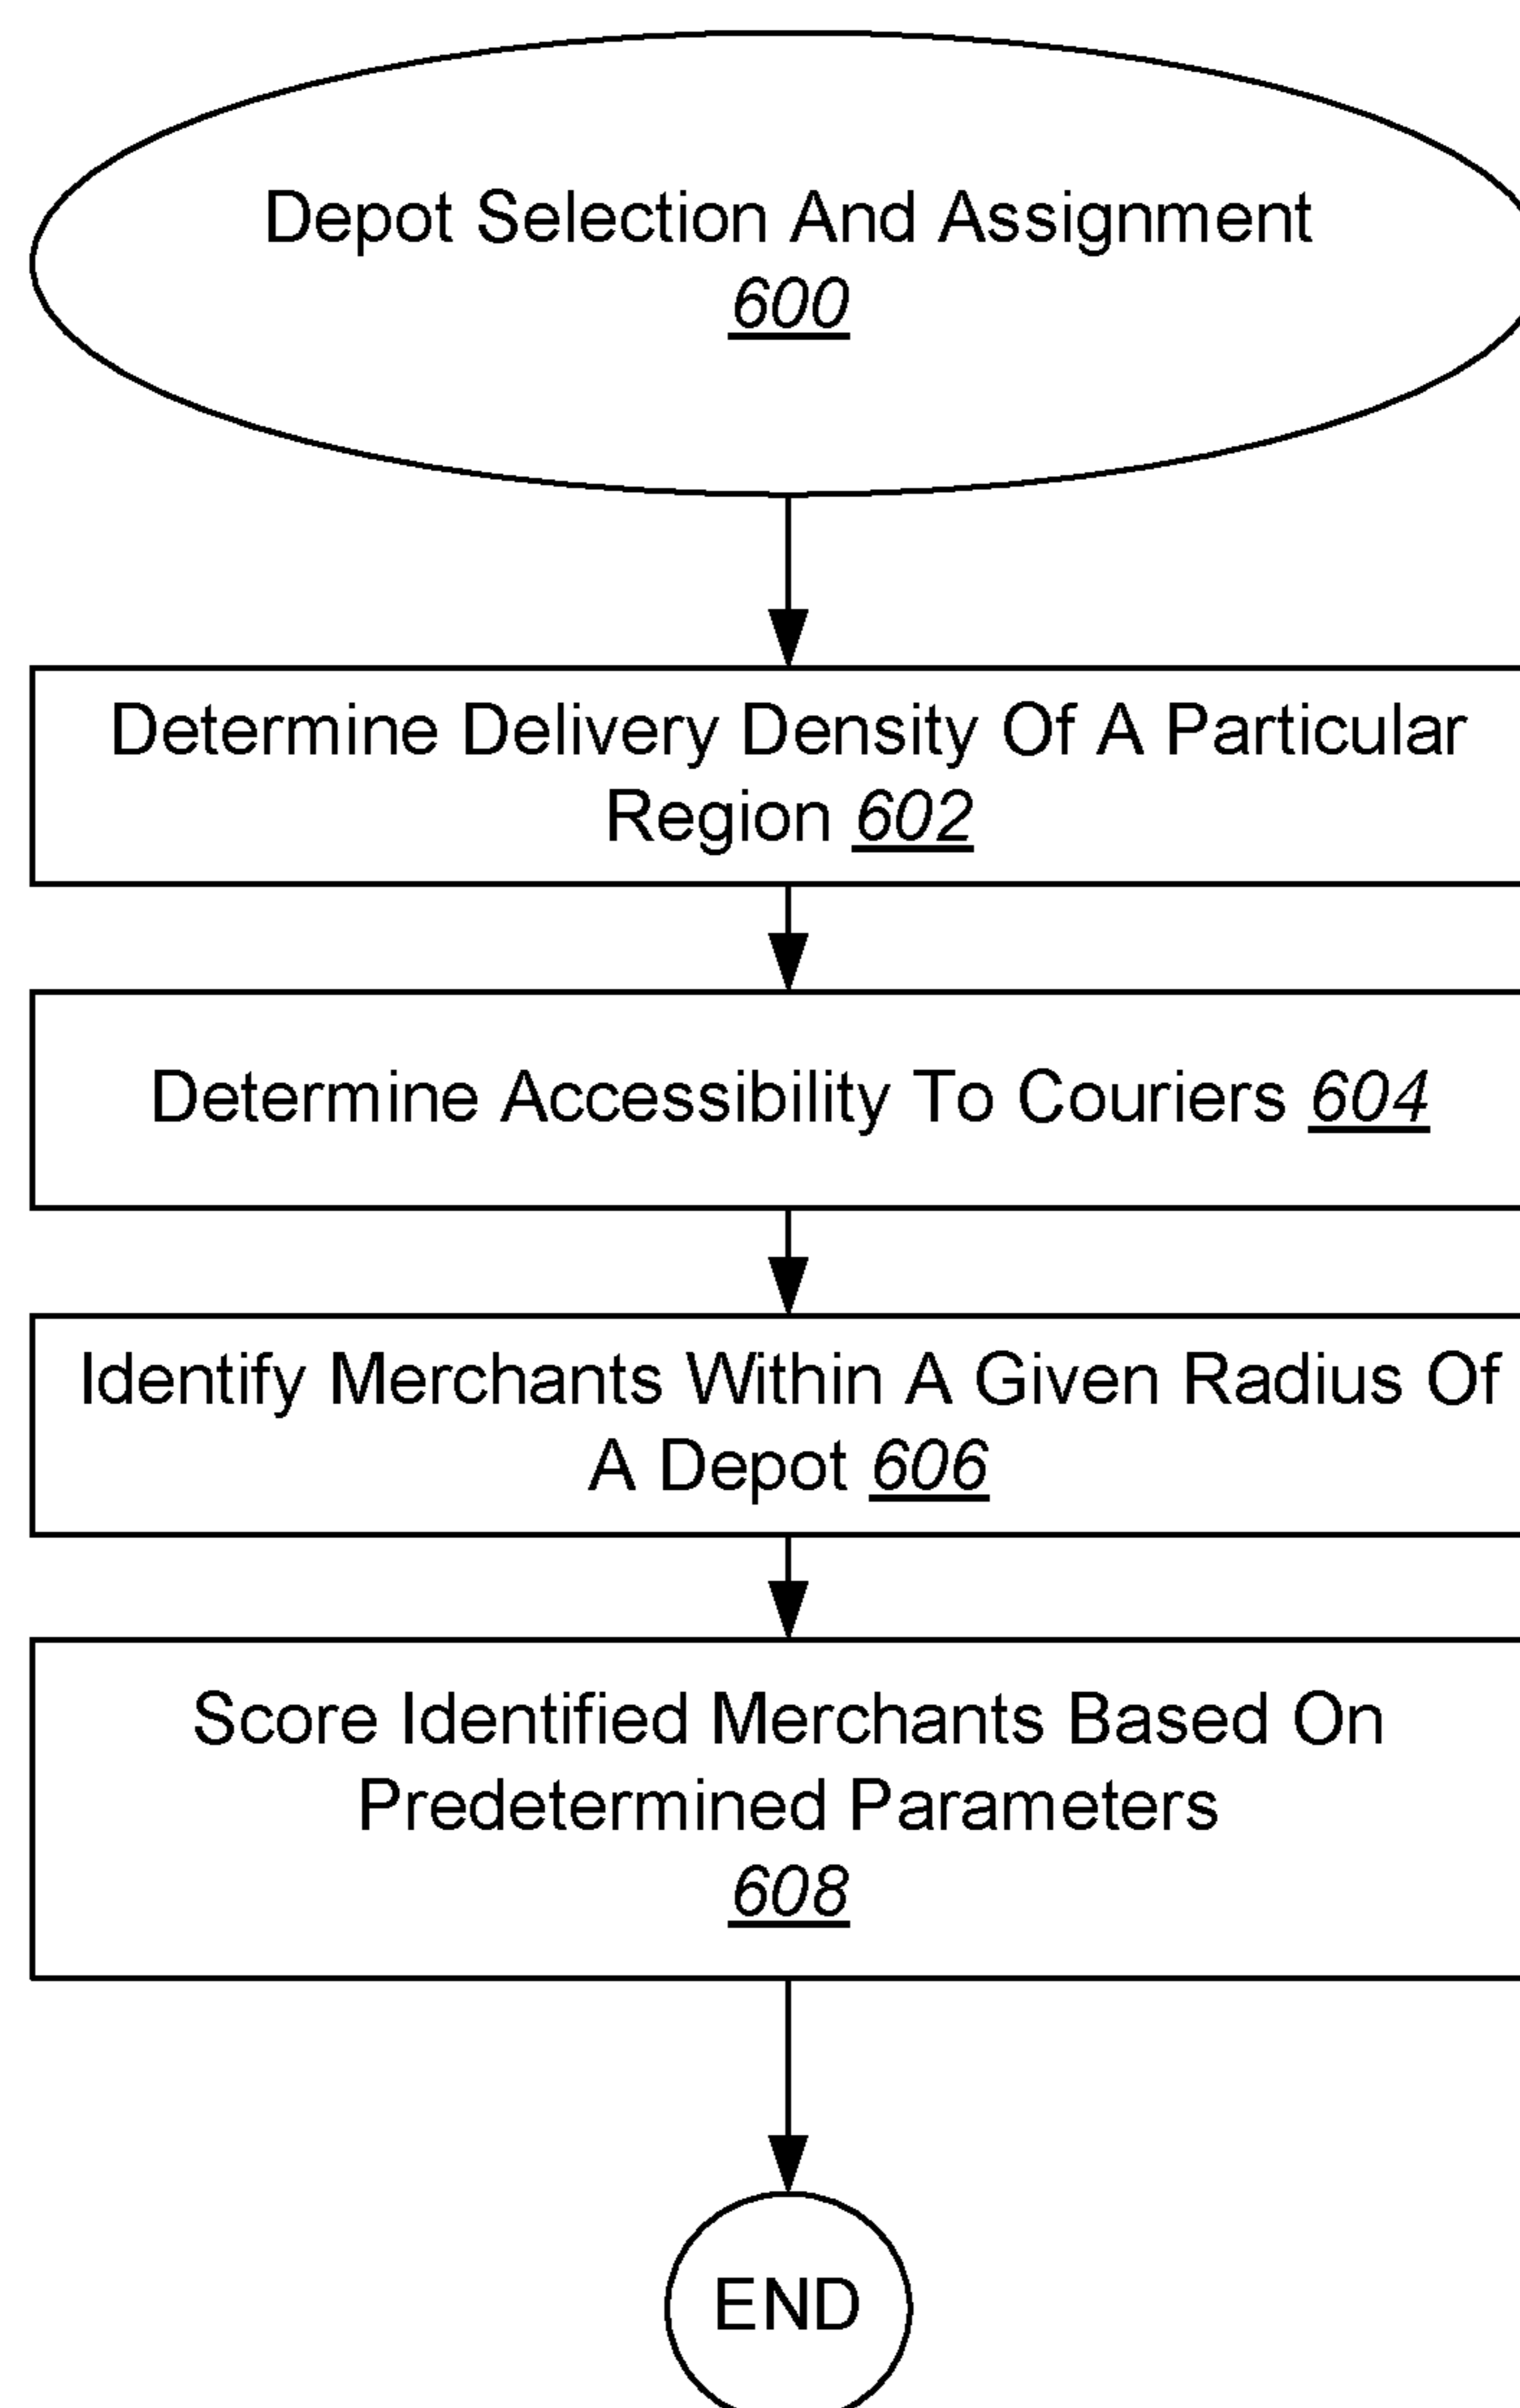 Depot Selection And Assignment
600
Determine Delivery Density Of A Particular
Region 602
Determine Accessibility To Couriers 604
Identify Merchants Within A Given Radius Of
A Depot 606
Score Identified Merchants Based On
Predetermined Parameters
608
END